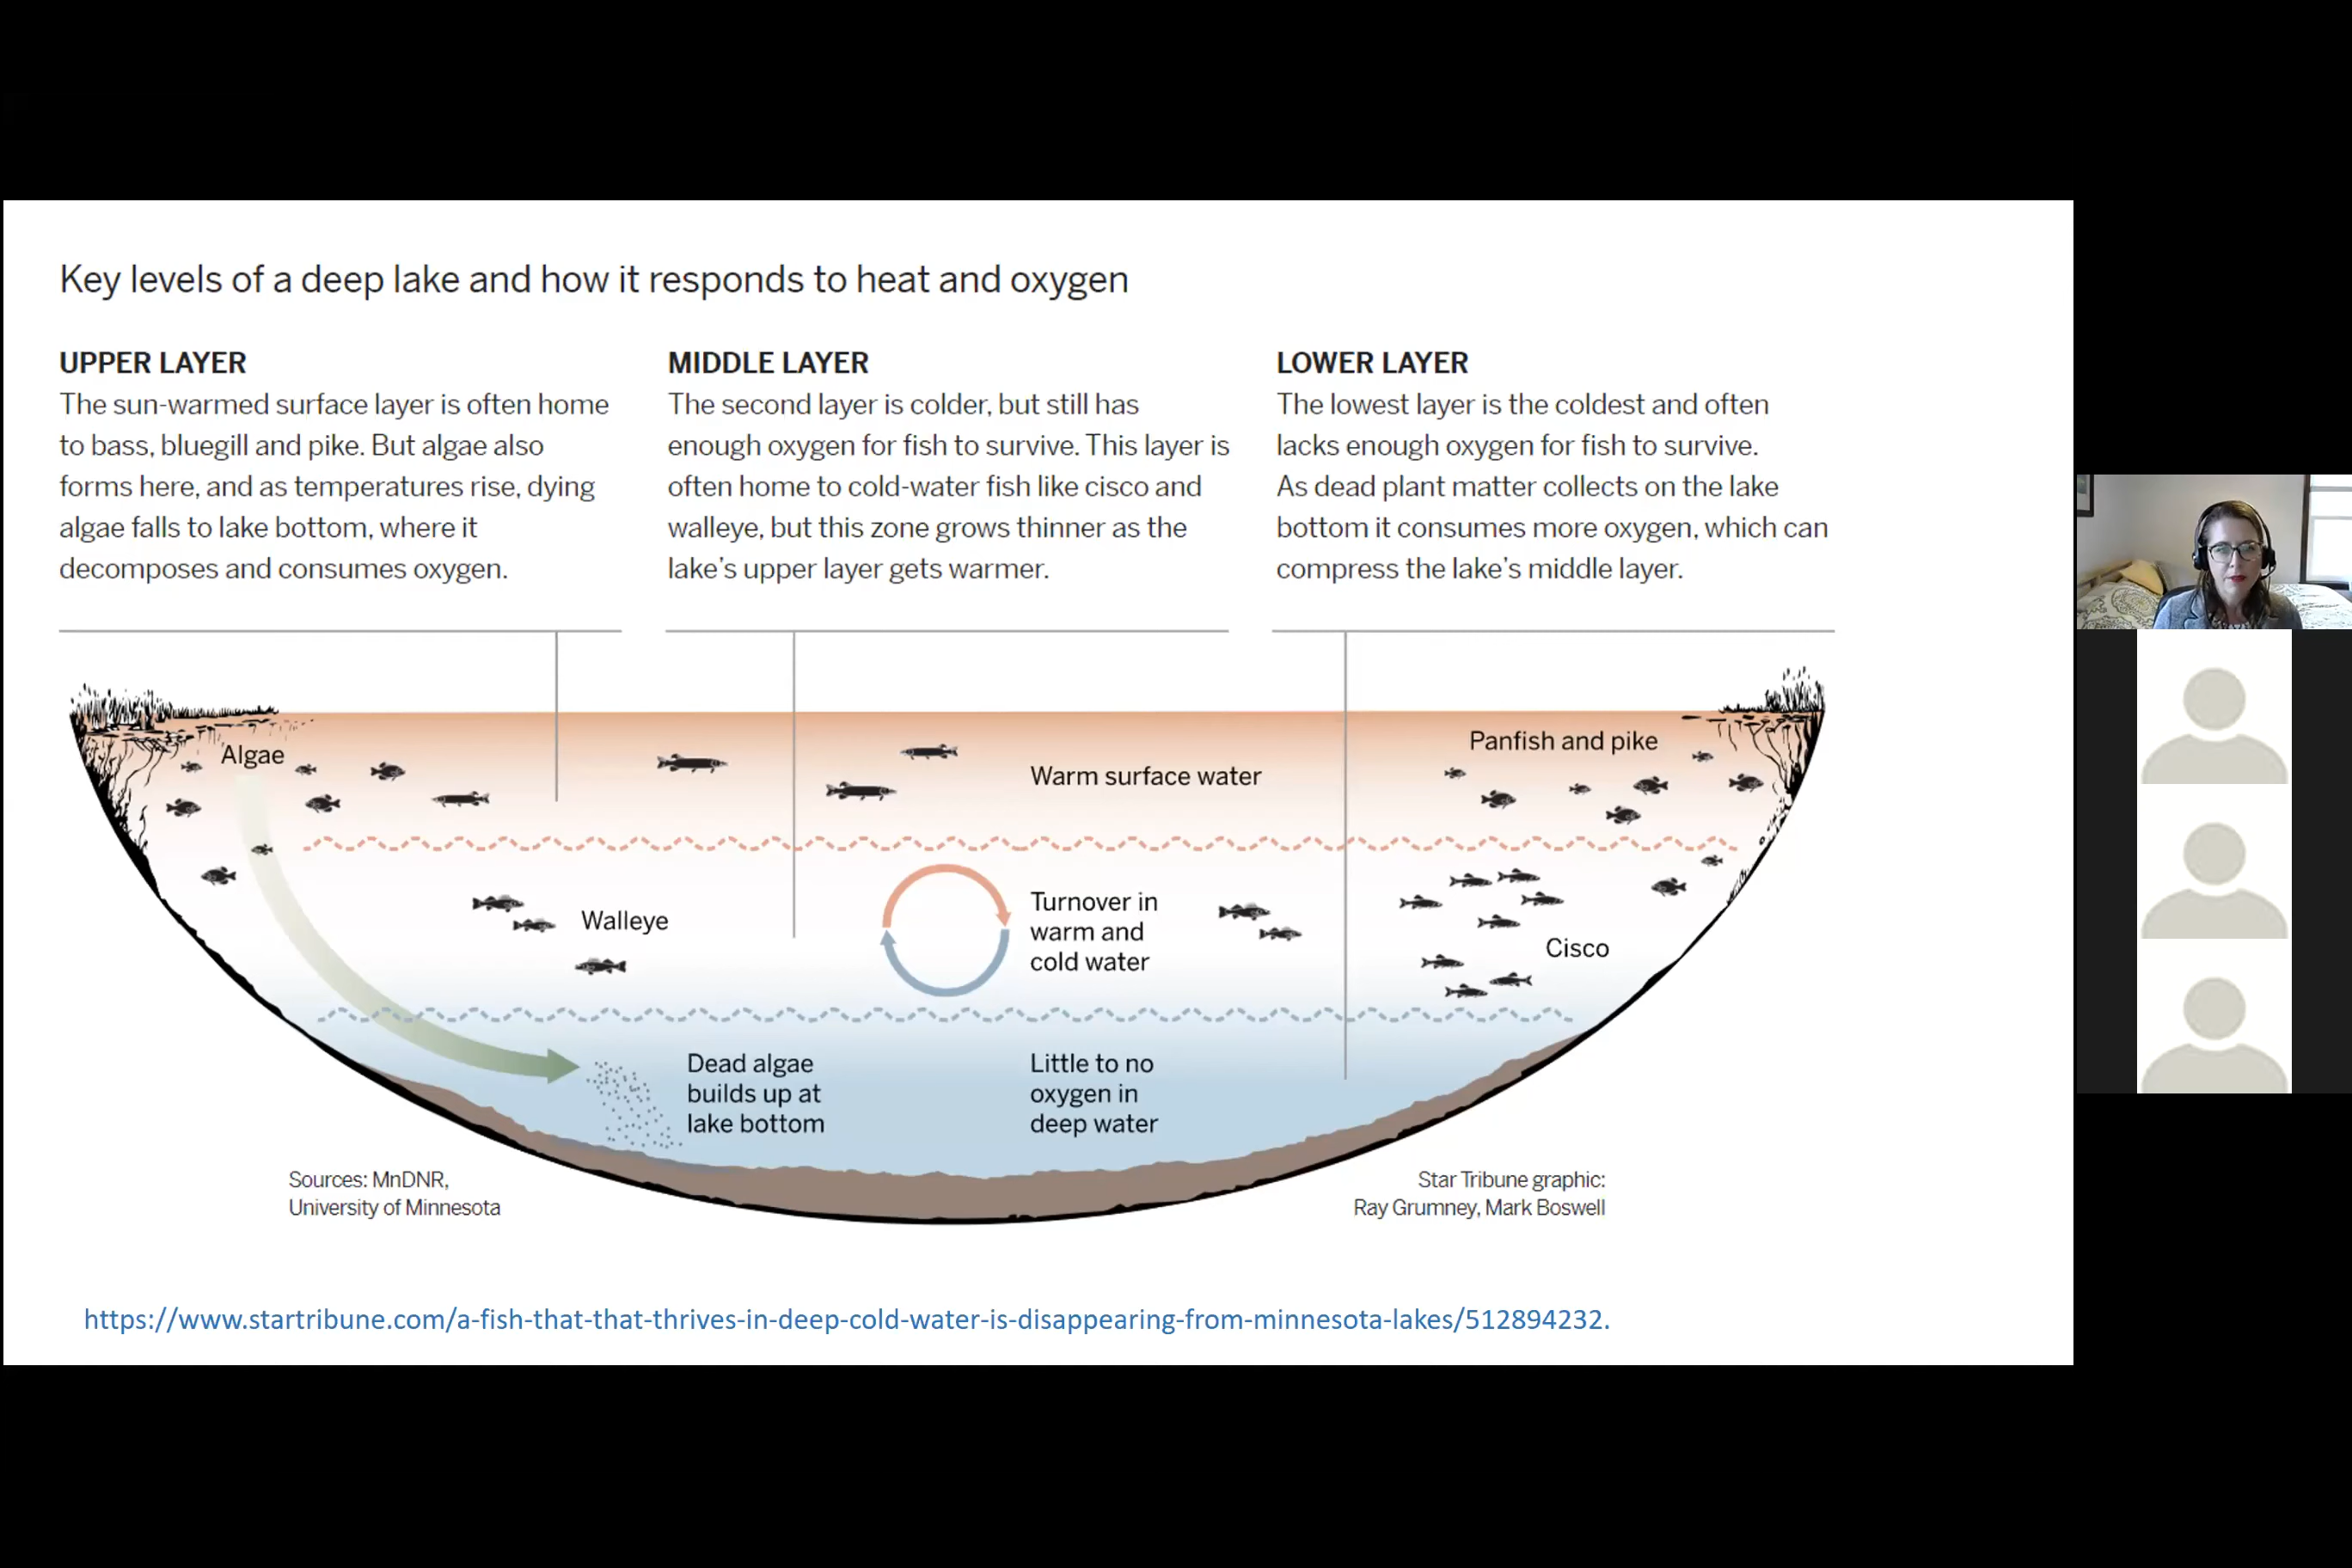 Key levels of a deep lake and how it responds to heat and oxygen
UPPER LAYER
The sun-warmed surface layer is often home
to bass, bluegill and pike. But algae also
forms here, and as temperatures rise, dying
algae falls to lake bottom, where it
decomposes and consumes oxygen.
MIDDLE LAYER
The second layer is colder, but still has
enough oxygen for fish to survive. This layer is
often home to cold-water fish like cisco and
walleye, but this zone grows thinner as the
lake’s upper layer gets warmer.
LOWER LAYER
The lowest layer is the coldest and often
lacks enough oxygen for fish to survive.
As dead plant matter collects on the lake
bottom it consumes more oxygen, which can
compress the lake’s middle layer.
Algae
Warm surface water
Panfish and pike
Walleye
Turnover in
warm and
cold water
Cisco
Dead algae
builds up at
lake bottom
Little to no
oxygen in
deep water
Sources: MnDNR,
University of Minnesota
Star Tribune graphic:
Ray Grumney, Mark Boswell
https://www.startribune.com/a-fish-that-that-thrives-in-deep-cold-water-is-disappearing-from-minnesota-lakes/512894232.